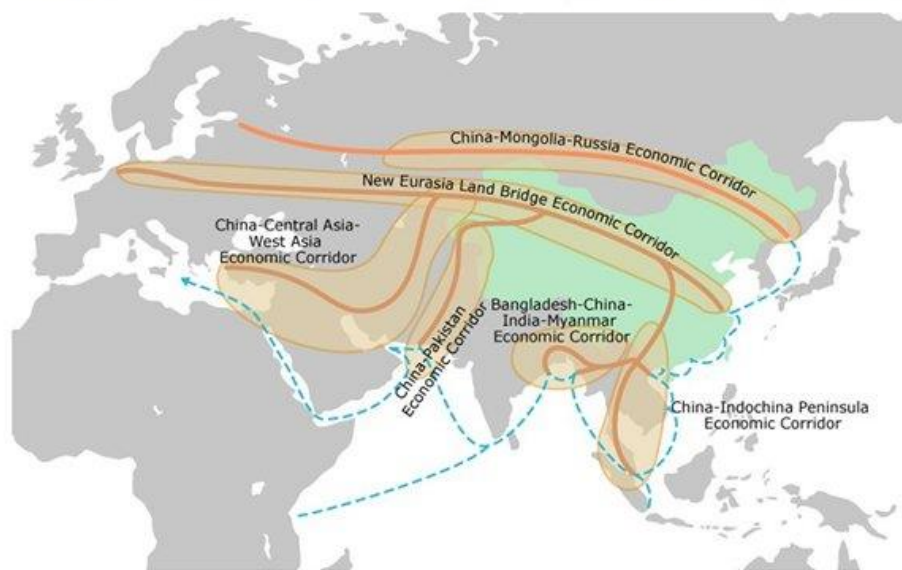 China-Mongolia-Russia Economic Corridor
New Eurasia Land Bridge Economic Corridor
China-Central Asia-
West Asia
Economic Corridor
China-Pakistan
Economic Corridor
Bangladesh-China-
India-Myanmar
Economic Corridor
China-Indochina Peninsula
Economic Corridor